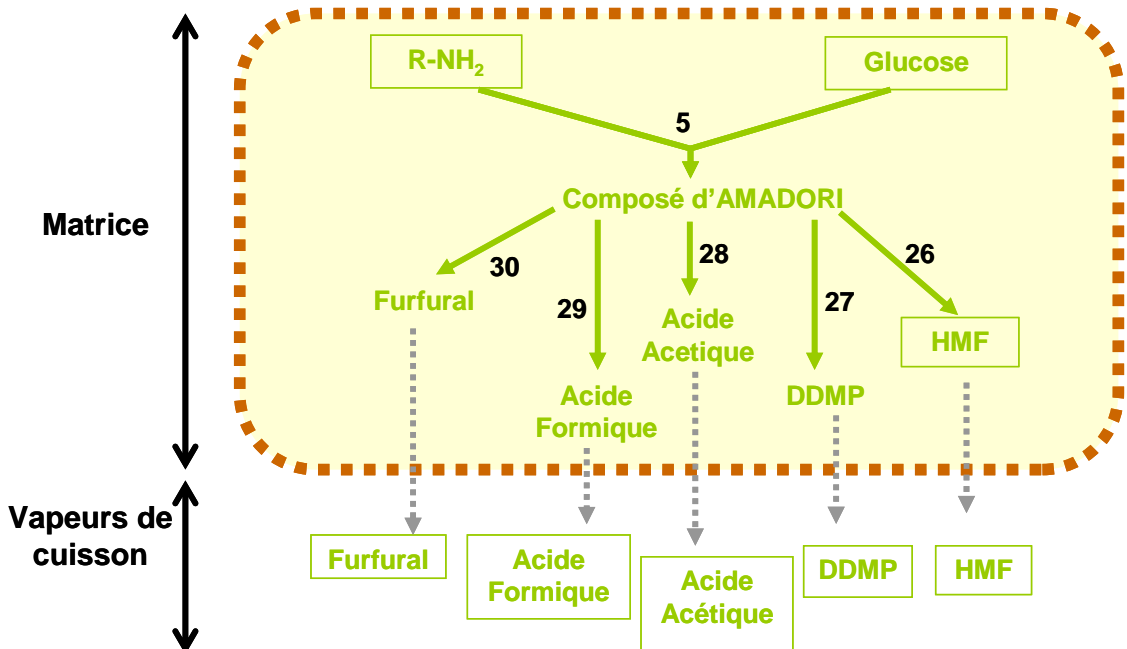 R-NH₂
Glucose
5
Composé d'AMADORI
Matrice
30
29
28
27
26
Furfural
Acide
Acetique
HMF
Acide
Formique
DDMP
Vapeurs de
cuisson
Furfural
Acide
Formique
Acide
Acétique
DDMP
HMF